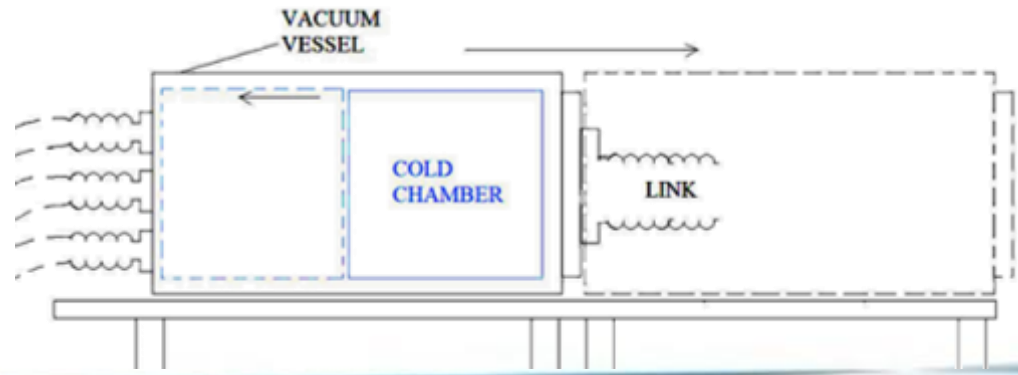 VACUUM
VESSEL
COLD
CHAMBER
LINK